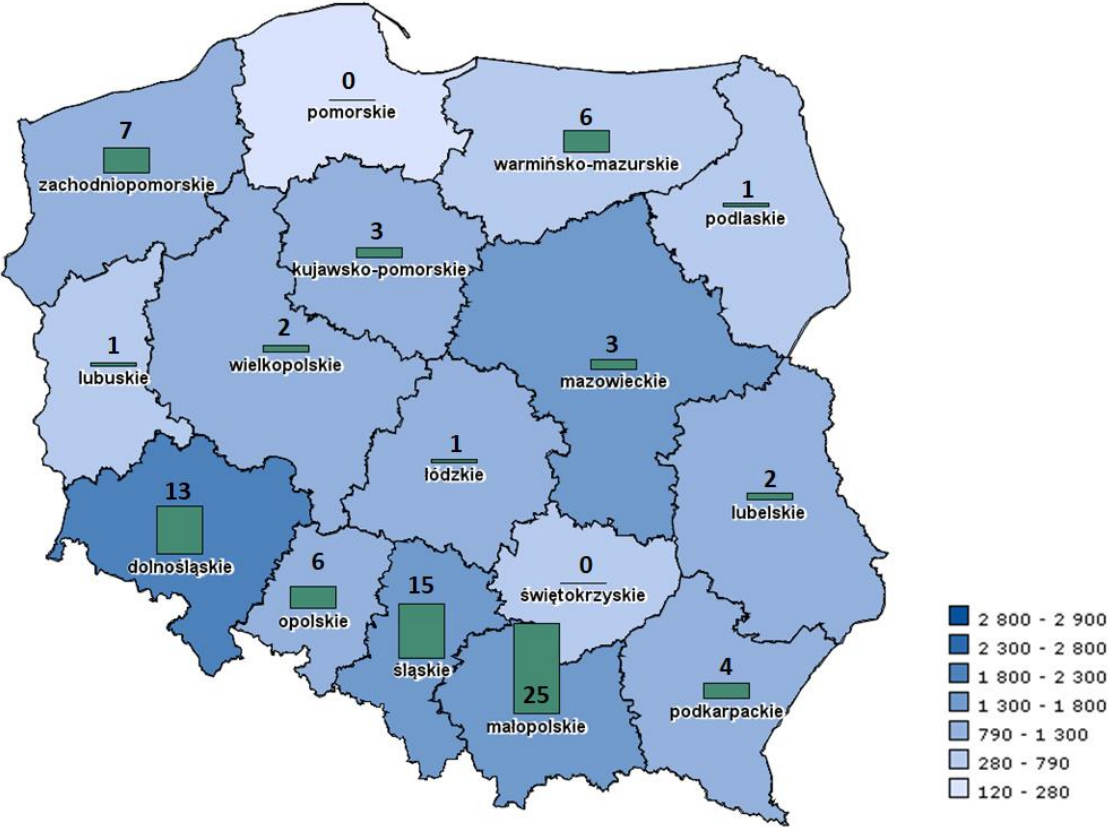 0
pomorskie
6
warmińsko-mazurskie
7
zachodniopomorskie
1
podlaskie
3
kujawsko-pomorskie
2
wielkopolskie
1
lubuskie
3
mazowieckie
1
łódzkie
2
lubelskie
13
dolnośląskie
6
opolskie
15
śląskie
0
świętokrzyskie
25
małopolskie
4
podkarpackie
2 800 - 2 900
2 300 - 2 800
1 800 - 2 300
1 300 - 1 800
790 - 1 300
280 - 790
120 - 280